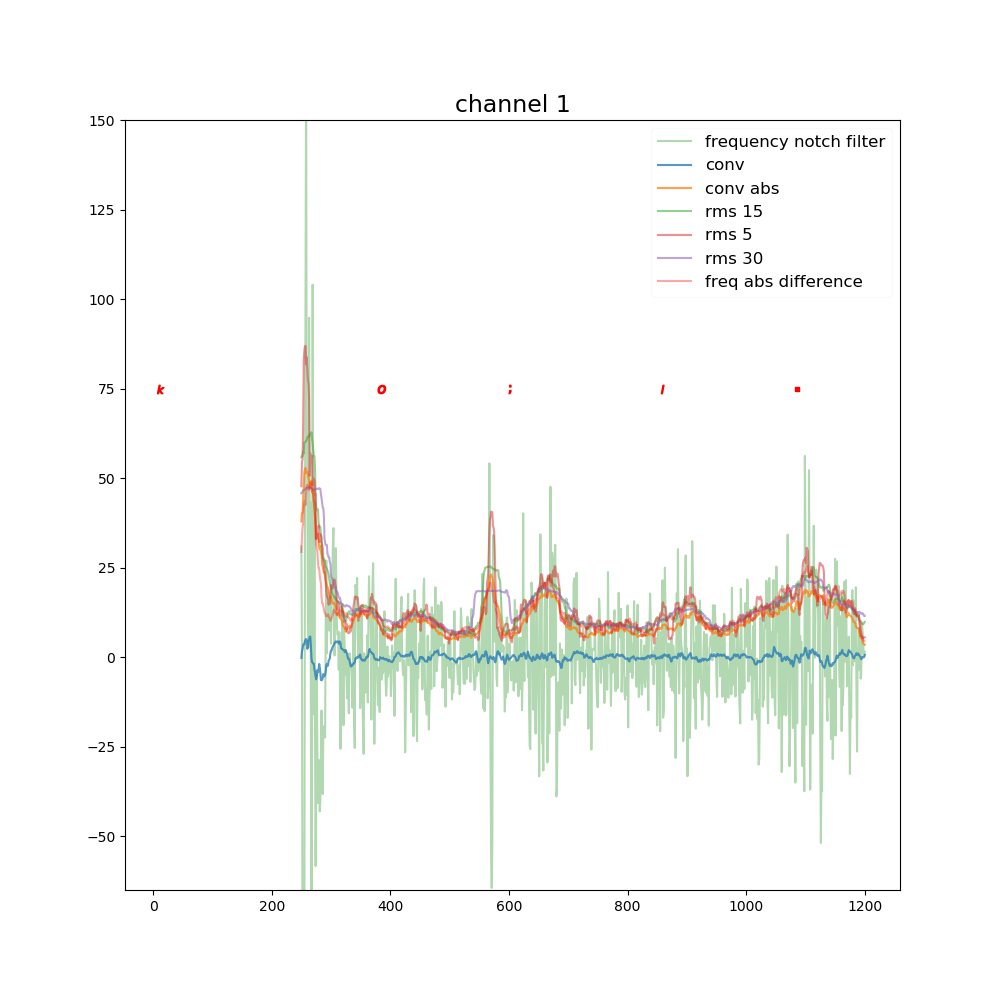 channel 1
150
125
100
75
50
25
0
−25
−50
frequency notch filter
conv
conv abs
rms 15
rms 5
rms 30
freq abs difference
k o ; l .
0 200 400 600 800 1000 1200